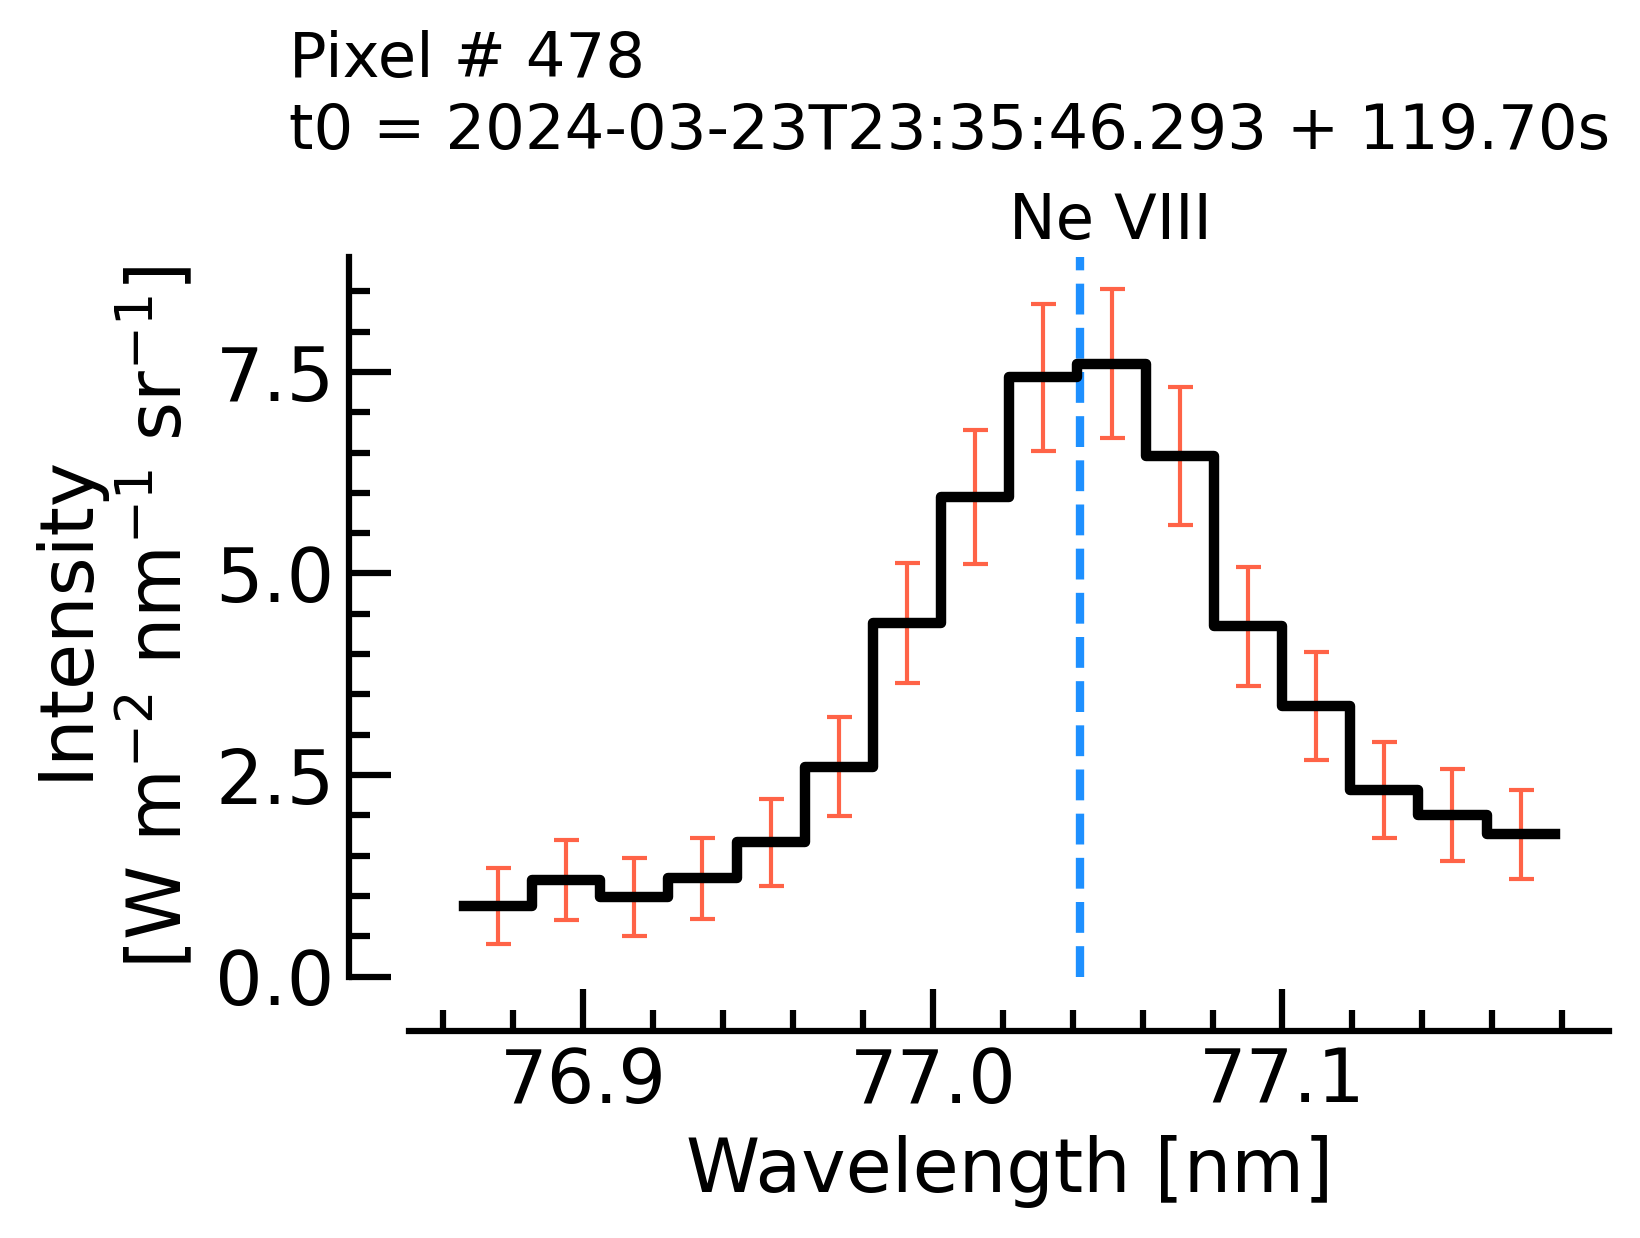 Pixel # 478
t0 = 2024-03-23T23:35:46.293 + 119.70s
Ne VIII
Intensity
[W m⁻² nm⁻¹ sr⁻¹]
7.5
5.0
2.5
0.0
76.9 77.0 77.1
Wavelength [nm]